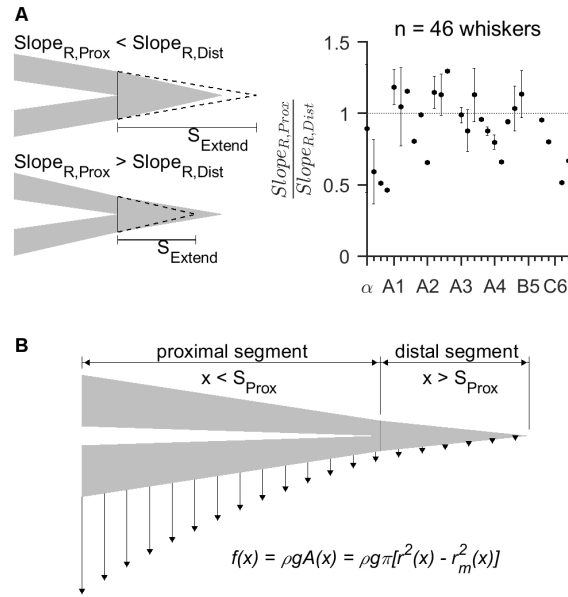 A
Slope_R,Prox < Slope_R,Dist
S_Extend
Slope_R,Prox > Slope_R,Dist
S_Extend
n = 46 whiskers
Slope_R,Prox
Slope_R,Dist
1.5
1
0.5
0
α A1 A2 A3 A4 B5 C6
B
proximal segment distal segment
x < S_Prox x > S_Prox
f(x) = ρgA(x) = ρgπ[r²(x) - r²_m(x)]